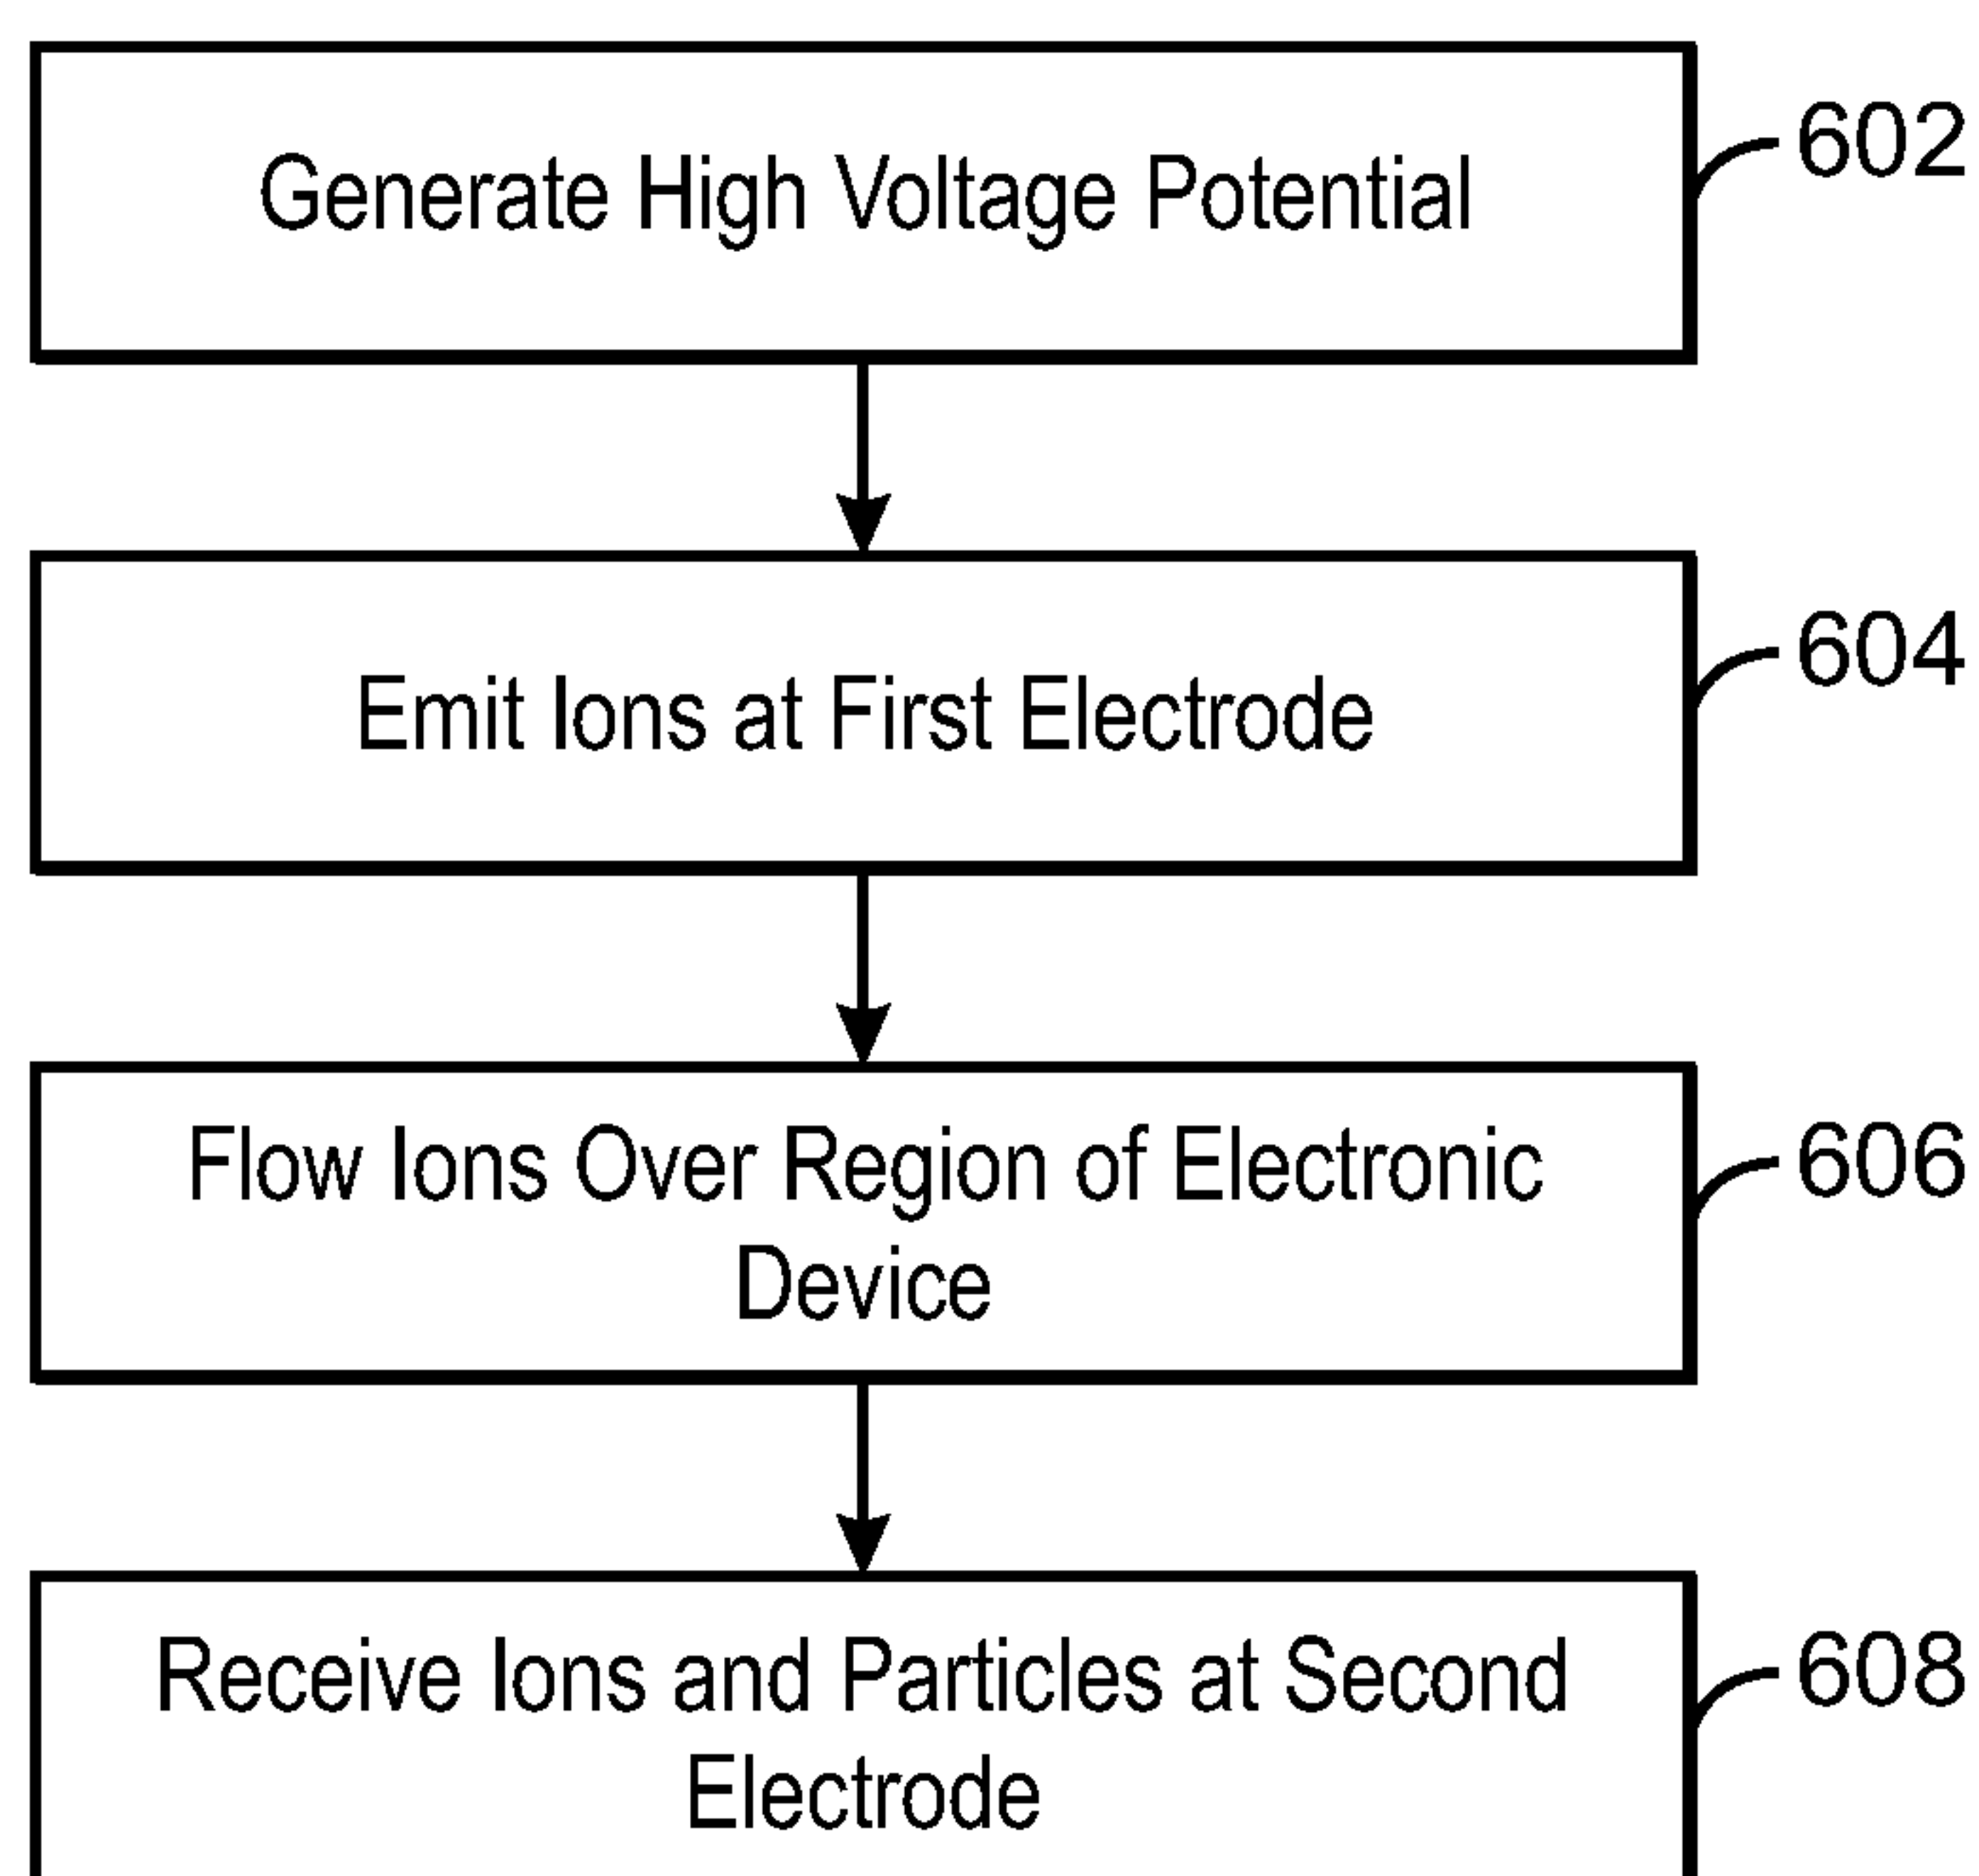 Generate High Voltage Potential
602
Emit Ions at First Electrode
604
Flow Ions Over Region of Electronic
Device
606
Receive Ions and Particles at Second
Electrode
608